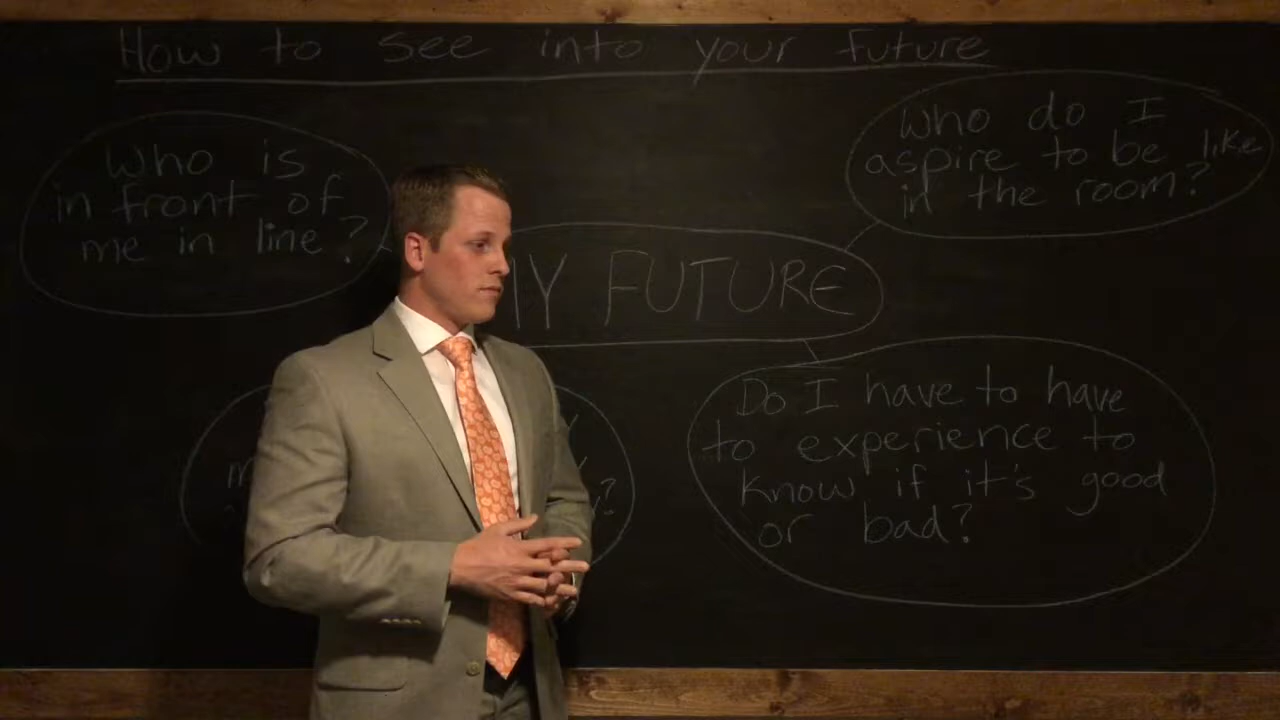 How to see into your future
Who is
in front of
me in line?
Who do I
aspire to be like
in the room?
MY FUTURE
Do I have to have
to experience to
know if it's good
or bad?